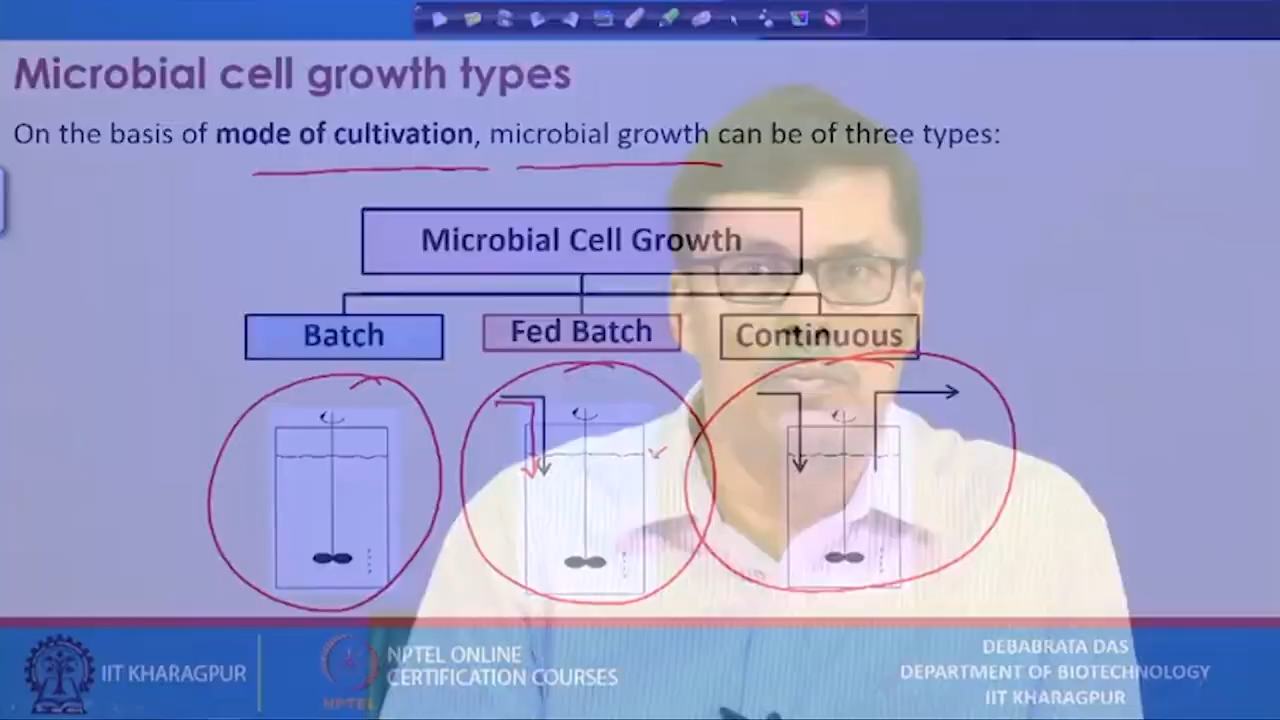 Microbial cell growth types
On the basis of mode of cultivation, microbial growth can be of three types:
Microbial Cell Growth
Batch
Fed Batch
Continuous
IIT KHARAGPUR
NPTEL
NPTEL ONLINE
CERTIFICATION COURSES
DEBABRATA DAS
DEPARTMENT OF BIOTECHNOLOGY
IIT KHARAGPUR